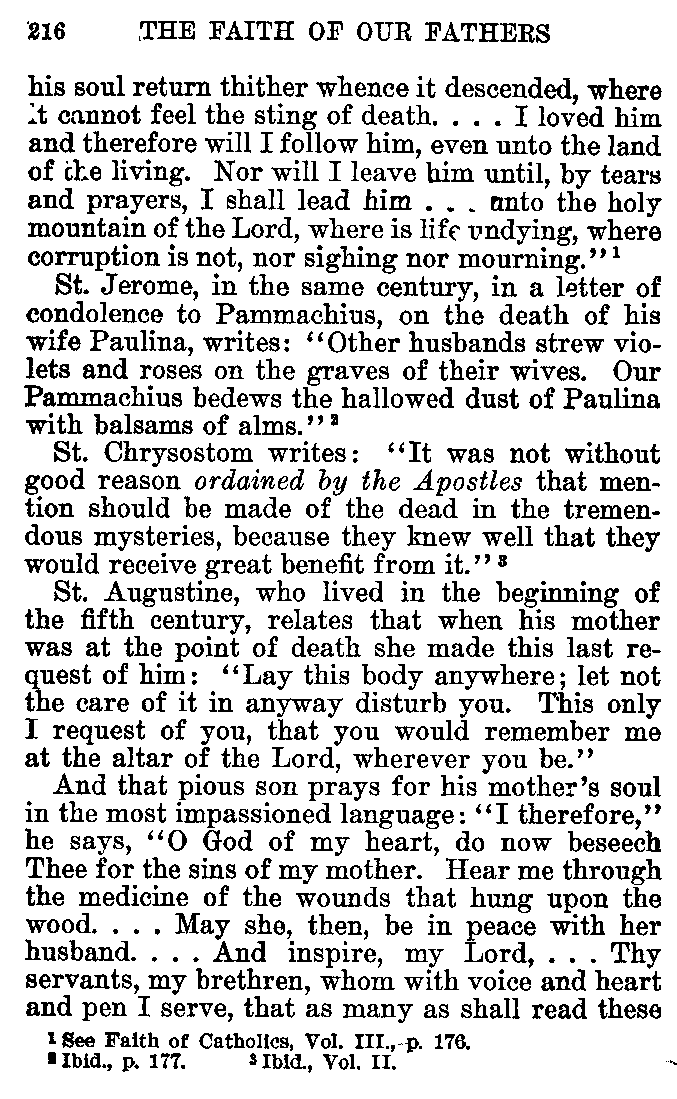 216 THE FAITH OF OUR FATHERS
his soul return thither whence it descended, where
it cannot feel the sting of death. . . . I loved him
and therefore will I follow him, even unto the land
of the living. Nor will I leave him until, by tears
and prayers, I shall lead him . . . unto the holy
mountain of the Lord, where is life undying, where
corruption is not, nor sighing nor mourning.'' 1
St. Jerome, in the same century, in a letter of
condolence to Pammachius, on the death of his
wife Paulina, writes: ''Other husbands strew vio-
lets and roses on the graves of their wives. Our
Pammachius bedews the hallowed dust of Paulina
with balsams of alms.'' 2
St. Chrysostom writes: ''It was not without
good reason ordained by the Apostles that men-
tion should be made of the dead in the tremen-
dous mysteries, because they knew well that they
would receive great benefit from it.'' 3
St. Augustine, who lived in the beginning of
the fifth century, relates that when his mother
was at the point of death she made this last re-
quest of him: ''Lay this body anywhere; let not
the care of it in anyway disturb you. This only
I request of you, that you would remember me
at the altar of the Lord, wherever you be.''
And that pious son prays for his mother's soul
in the most impassioned language: ''I therefore,''
he says, ''O God of my heart, do now beseech
Thee for the sins of my mother. Hear me through
the medicine of the wounds that hung upon the
wood. . . . May she, then, be in peace with her
husband. . . . And inspire, my Lord, . . . Thy
servants, my brethren, whom with voice and heart
and pen I serve, that as many as shall read these
1 See Faith of Catholics, Vol. III., p. 176.
2 Ibid., p. 177. 3 Ibid., Vol. II.